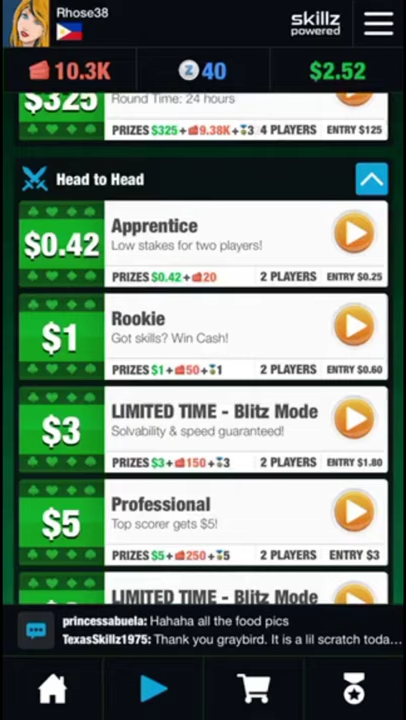 Rhose38
skillz
powered
10.3K
Z 40
$2.52
$325
Round Time: 24 hours
PRIZES $325+9.38K+3 4 PLAYERS ENTRY $125
Head to Head
$0.42
Apprentice
Low stakes for two players!
PRIZES $0.42+20 2 PLAYERS ENTRY $0.25
$1
Rookie
Got skills? Win Cash!
PRIZES $1+50+1 2 PLAYERS ENTRY $0.60
$3
LIMITED TIME - Blitz Mode
Solvability & speed guaranteed!
PRIZES $3+150+3 2 PLAYERS ENTRY $1.80
$5
Professional
Top scorer gets $5!
PRIZES $5+250+5 2 PLAYERS ENTRY $3
LIMITED TIME - Blitz Mode
princessabuela: Hahaha all the food pics
TexasSkillz1975: Thank you graybird. It is a lil scratch toda...